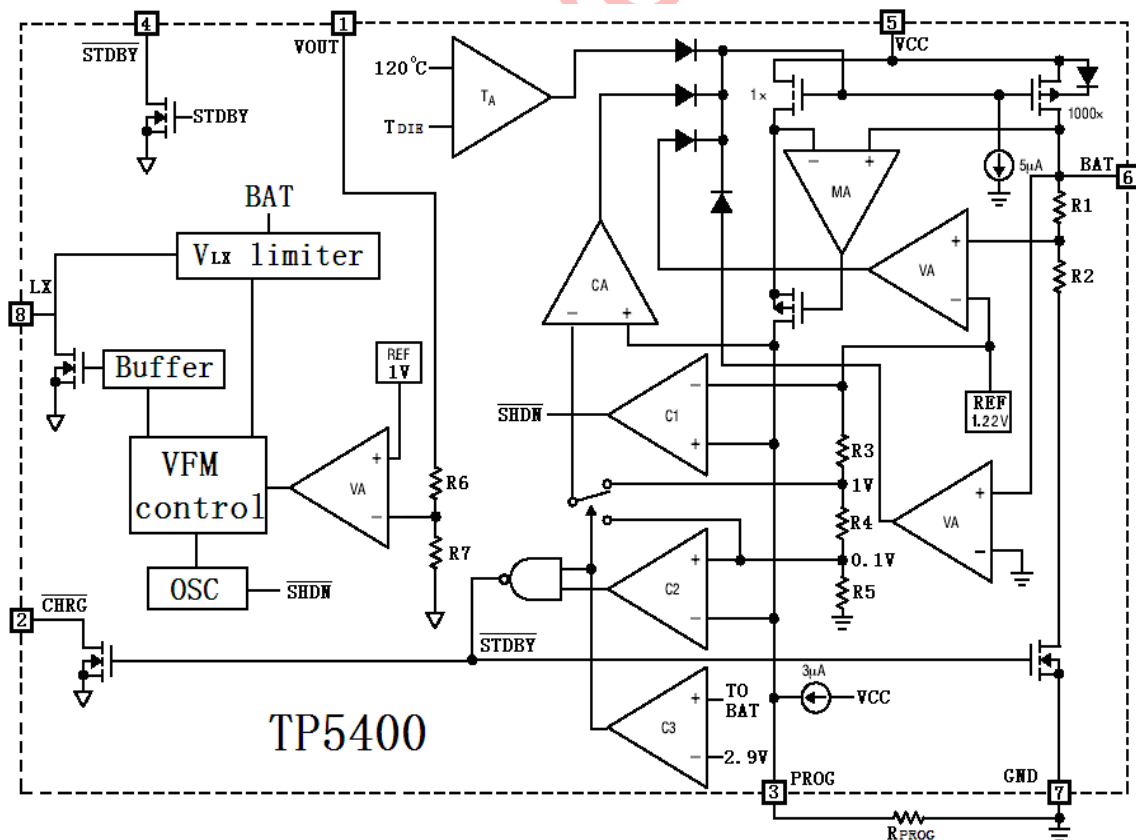 4
1
5
STDBY
VOUT
VCC
120°C
TA
TDIE
1×
1000×
STDBY
− +
MA
5μA
BAT
6
BAT
VLX limiter
R1
+
VA
−
R2
LX
8
CA
− +
Buffer
REF
1V
−
C1
+
SHDN
REF
1.22V
R3
VFM
control
+
VA
−
R6
1V
+
VA
−
R4
R7
+
C2
−
0.1V
OSC
SHDN
R5
CHRG
2
STDBY
3μA
VCC
+
C3
−
TO
BAT
2.9V
TP5400
3
PROG
GND
7
RPROG